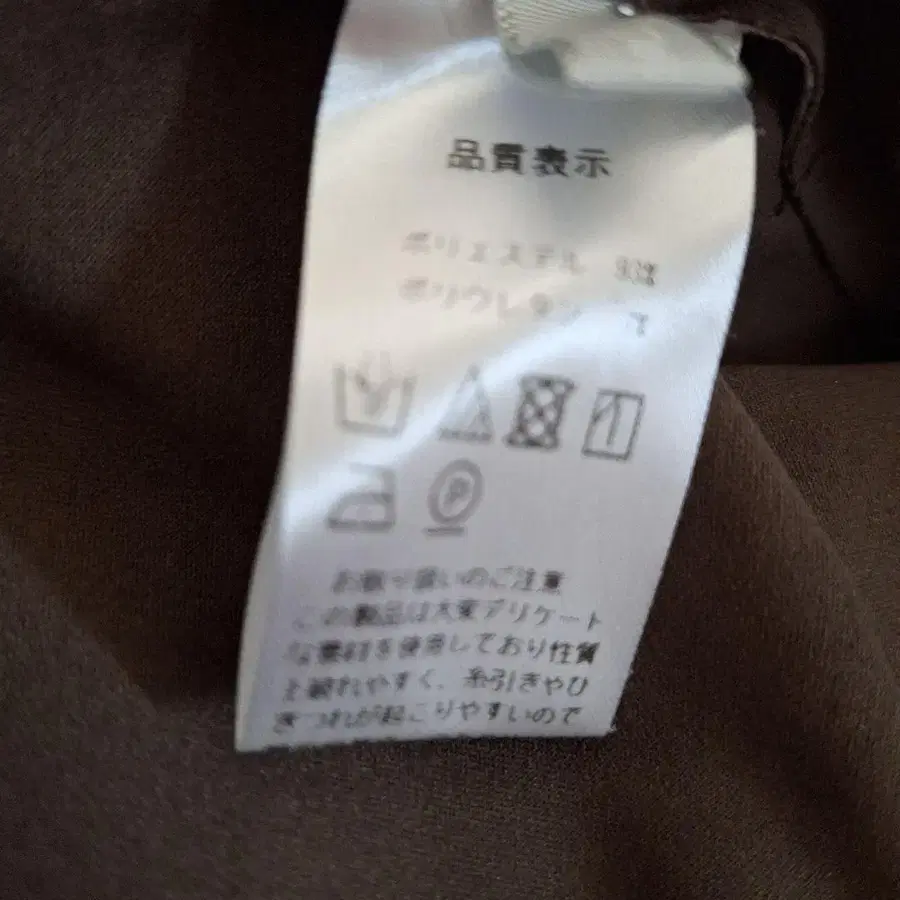 品質表示
ポリエステル
ポリウレタン
P
お取り扱いのご注意
この製品は大変デリケート
な素材を使用しており性質
上破れやすく、糸引きやひ
きつれが起こりやすいので